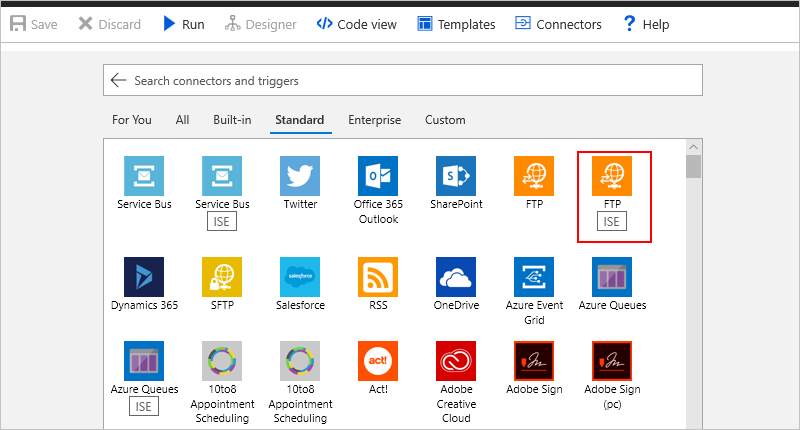 Save Discard Run Designer Code view Templates Connectors ? Help
Search connectors and triggers
For You All Built-in Standard Enterprise Custom
Service Bus Service Bus Twitter Office 365 SharePoint FTP FTP
ISE Outlook ISE
salesforce
Dynamics 365 SFTP Salesforce RSS OneDrive Azure Event Azure Queues
Grid
act!
Azure Queues 10to8 10to8 Act! Adobe Adobe Sign Adobe Sign
ISE Appointment Appointment Creative (pc)
Scheduling Scheduling Cloud